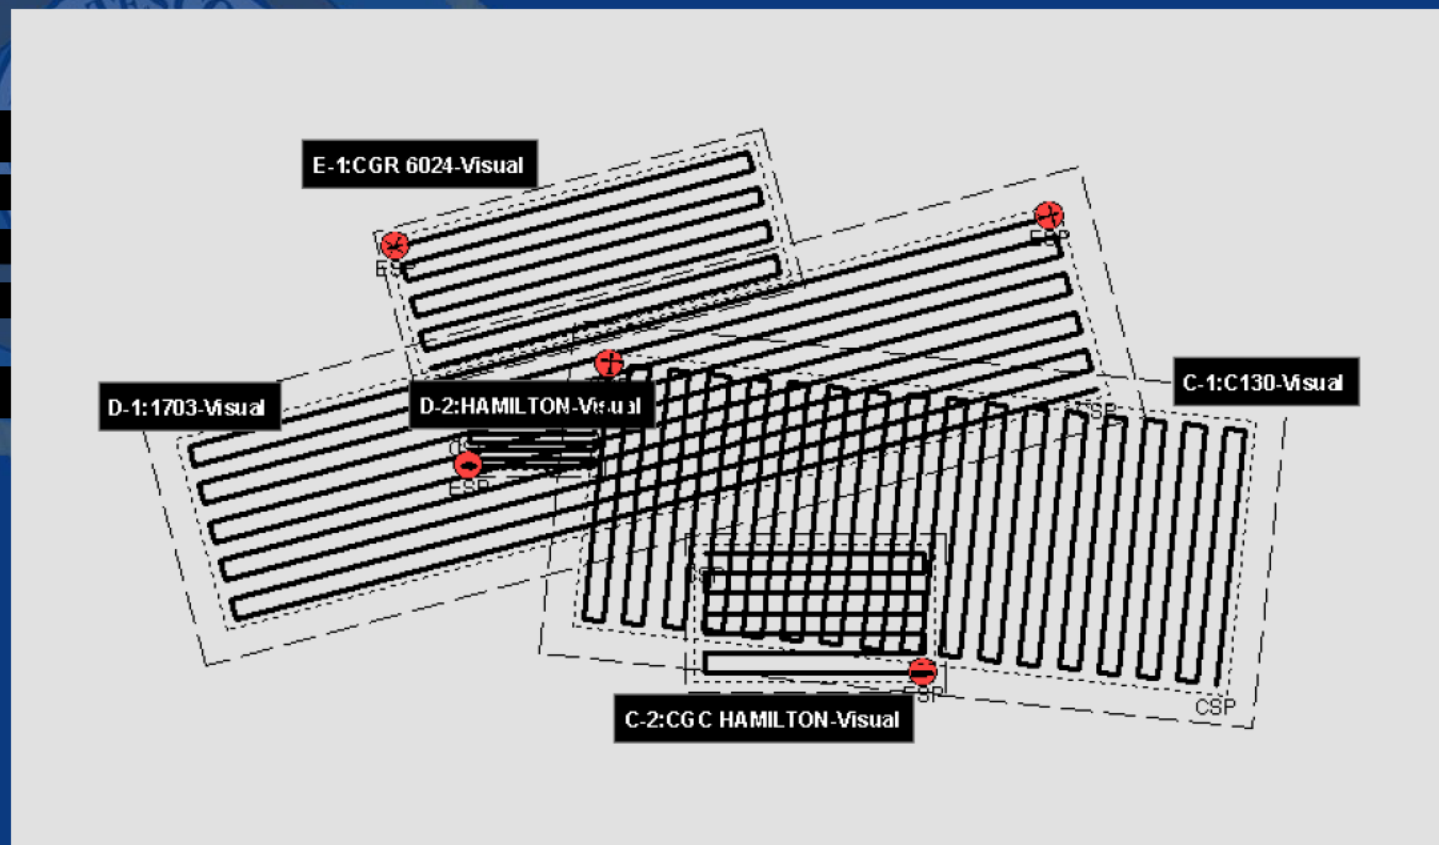 E-1:CGR 6024-Visual
ESP
ESP
C-1:C130-Visual
D-1:1703-Visual
D-2:HAMILTON-Visual
CSP
ESP
C-2:CGC HAMILTON-Visual
ESP
CSP